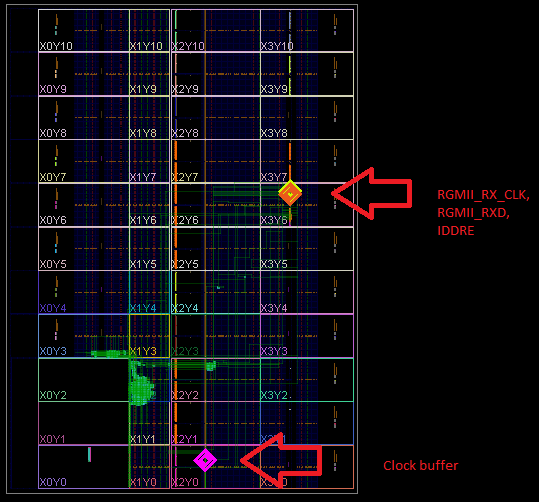 X0Y10 X1Y10 X2Y10 X3Y10
X0Y9 X1Y9 X2Y9 X3Y9
X0Y8 X1Y8 X2Y8 X3Y8
X0Y7 X1Y7 X2Y7 X3Y7
X0Y6 X1Y6 X2Y6 X3Y6
RGMII_RX_CLK,
RGMII_RXD,
IDDRE
X0Y5 X1Y5 X2Y5 X3Y5
X0Y4 X1Y4 X2Y4 X3Y4
X0Y3 X1Y3 X2Y3 X3Y3
X0Y2 X1Y2 X2Y2 X3Y2
X0Y1 X1Y1 X2Y1
X0Y0 X1Y0 X2Y0
Clock buffer